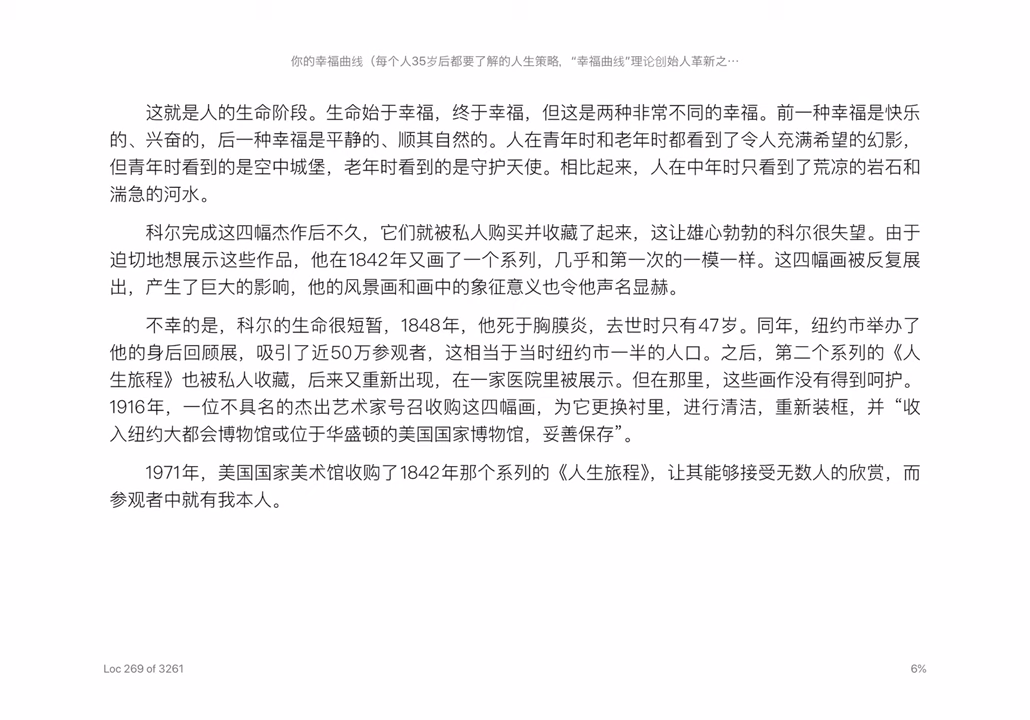 你的幸福曲线（每个人35岁后都要了解的人生策略，“幸福曲线”理论创始人革新之…
这就是人的生命阶段。生命始于幸福，终于幸福，但这是两种非常不同的幸福。前一种幸福是快乐
的、兴奋的，后一种幸福是平静的、顺其自然的。人在青年时和老年时都看到了令人充满希望的幻影，
但青年时看到的是空中城堡，老年时看到的是守护天使。相比起来，人在中年时只看到了荒凉的岩石和
湍急的河水。
科尔完成这四幅杰作后不久，它们就被私人购买并收藏了起来，这让雄心勃勃的科尔很失望。由于
迫切地想展示这些作品，他在1842年又画了一个系列，几乎和第一次的一模一样。这四幅画被反复展
出，产生了巨大的影响，他的风景画和画中的象征意义也令他声名显赫。
不幸的是，科尔的生命很短暂，1848年，他死于胸膜炎，去世时只有47岁。同年，纽约市举办了
他的身后回顾展，吸引了近50万参观者，这相当于当时纽约市一半的人口。之后，第二个系列的《人
生旅程》也被私人收藏，后来又重新出现，在一家医院里被展示。但在那里，这些画作没有得到呵护。
1916年，一位不具名的杰出艺术家号召收购这四幅画，为它更换衬里，进行清洁，重新装框，并“收
入纽约大都会博物馆或位于华盛顿的美国国家博物馆，妥善保存”。
1971年，美国国家美术馆收购了1842年那个系列的《人生旅程》，让其能够接受无数人的欣赏，而
参观者中就有我本人。
Loc 269 of 3261
6%